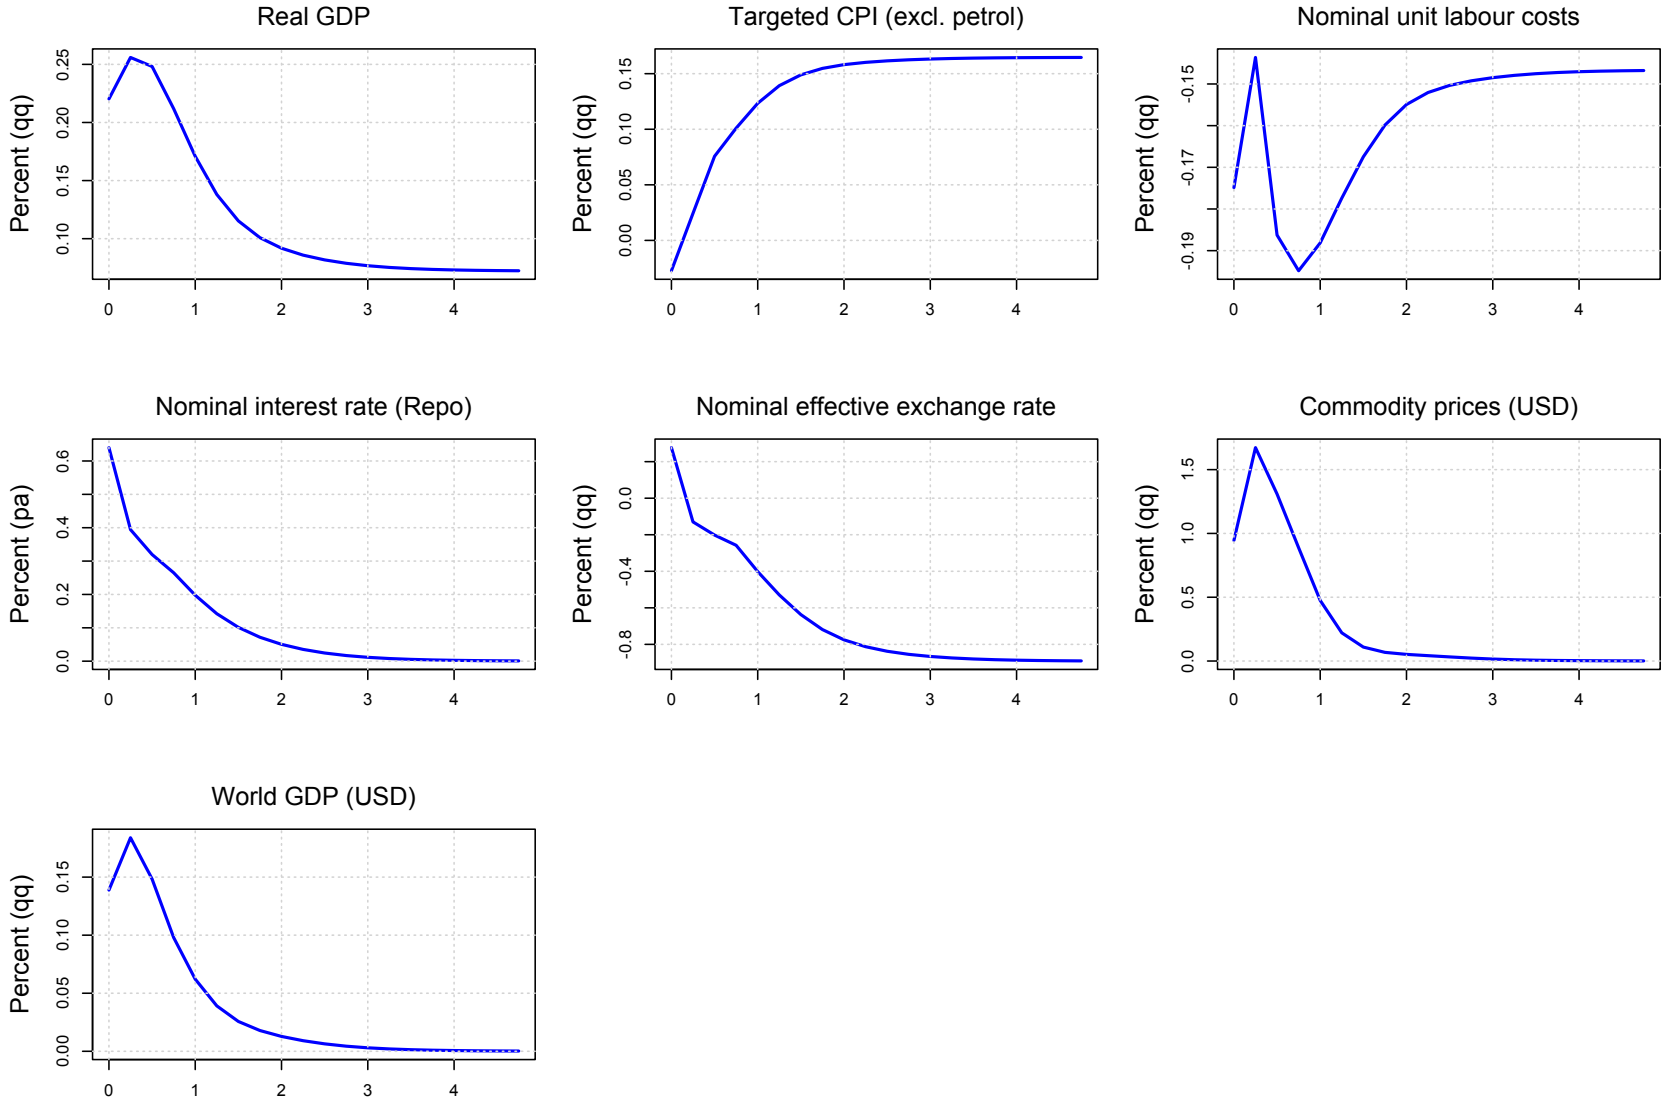 Real GDP
Percent (qq)
0.25
0.20
0.15
0.10
0 1 2 3 4
Targeted CPI (excl. petrol)
Percent (qq)
0.15
0.10
0.05
0.00
0 1 2 3 4
Nominal unit labour costs
Percent (qq)
-0.15
-0.17
-0.19
0 1 2 3 4
Nominal interest rate (Repo)
Percent (pa)
0.6
0.4
0.2
0.0
0 1 2 3 4
Nominal effective exchange rate
Percent (qq)
0.0
-0.4
-0.8
0 1 2 3 4
Commodity prices (USD)
Percent (qq)
1.5
1.0
0.5
0.0
0 1 2 3 4
World GDP (USD)
Percent (qq)
0.15
0.10
0.05
0.00
0 1 2 3 4